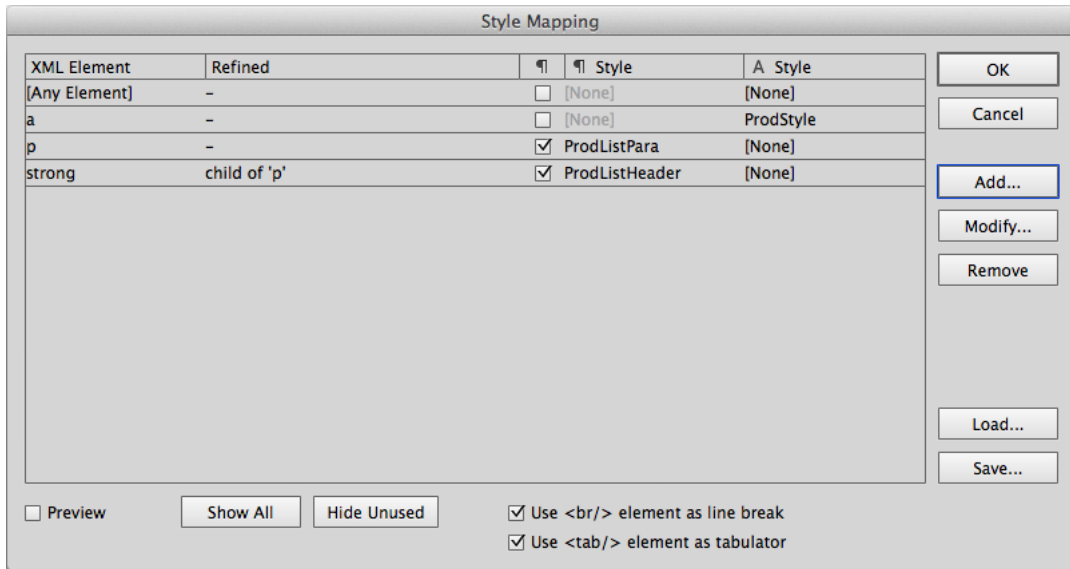 Style Mapping
XML Element Refined ¶ ¶ Style A Style
[Any Element] – [None] [None]
a – [None] ProdStyle
p – ProdListPara [None]
strong child of 'p' ProdListHeader [None]
OK
Cancel
Add...
Modify...
Remove
Load...
Save...
Preview Show All Hide Unused Use <br/> element as line break
Use <tab/> element as tabulator